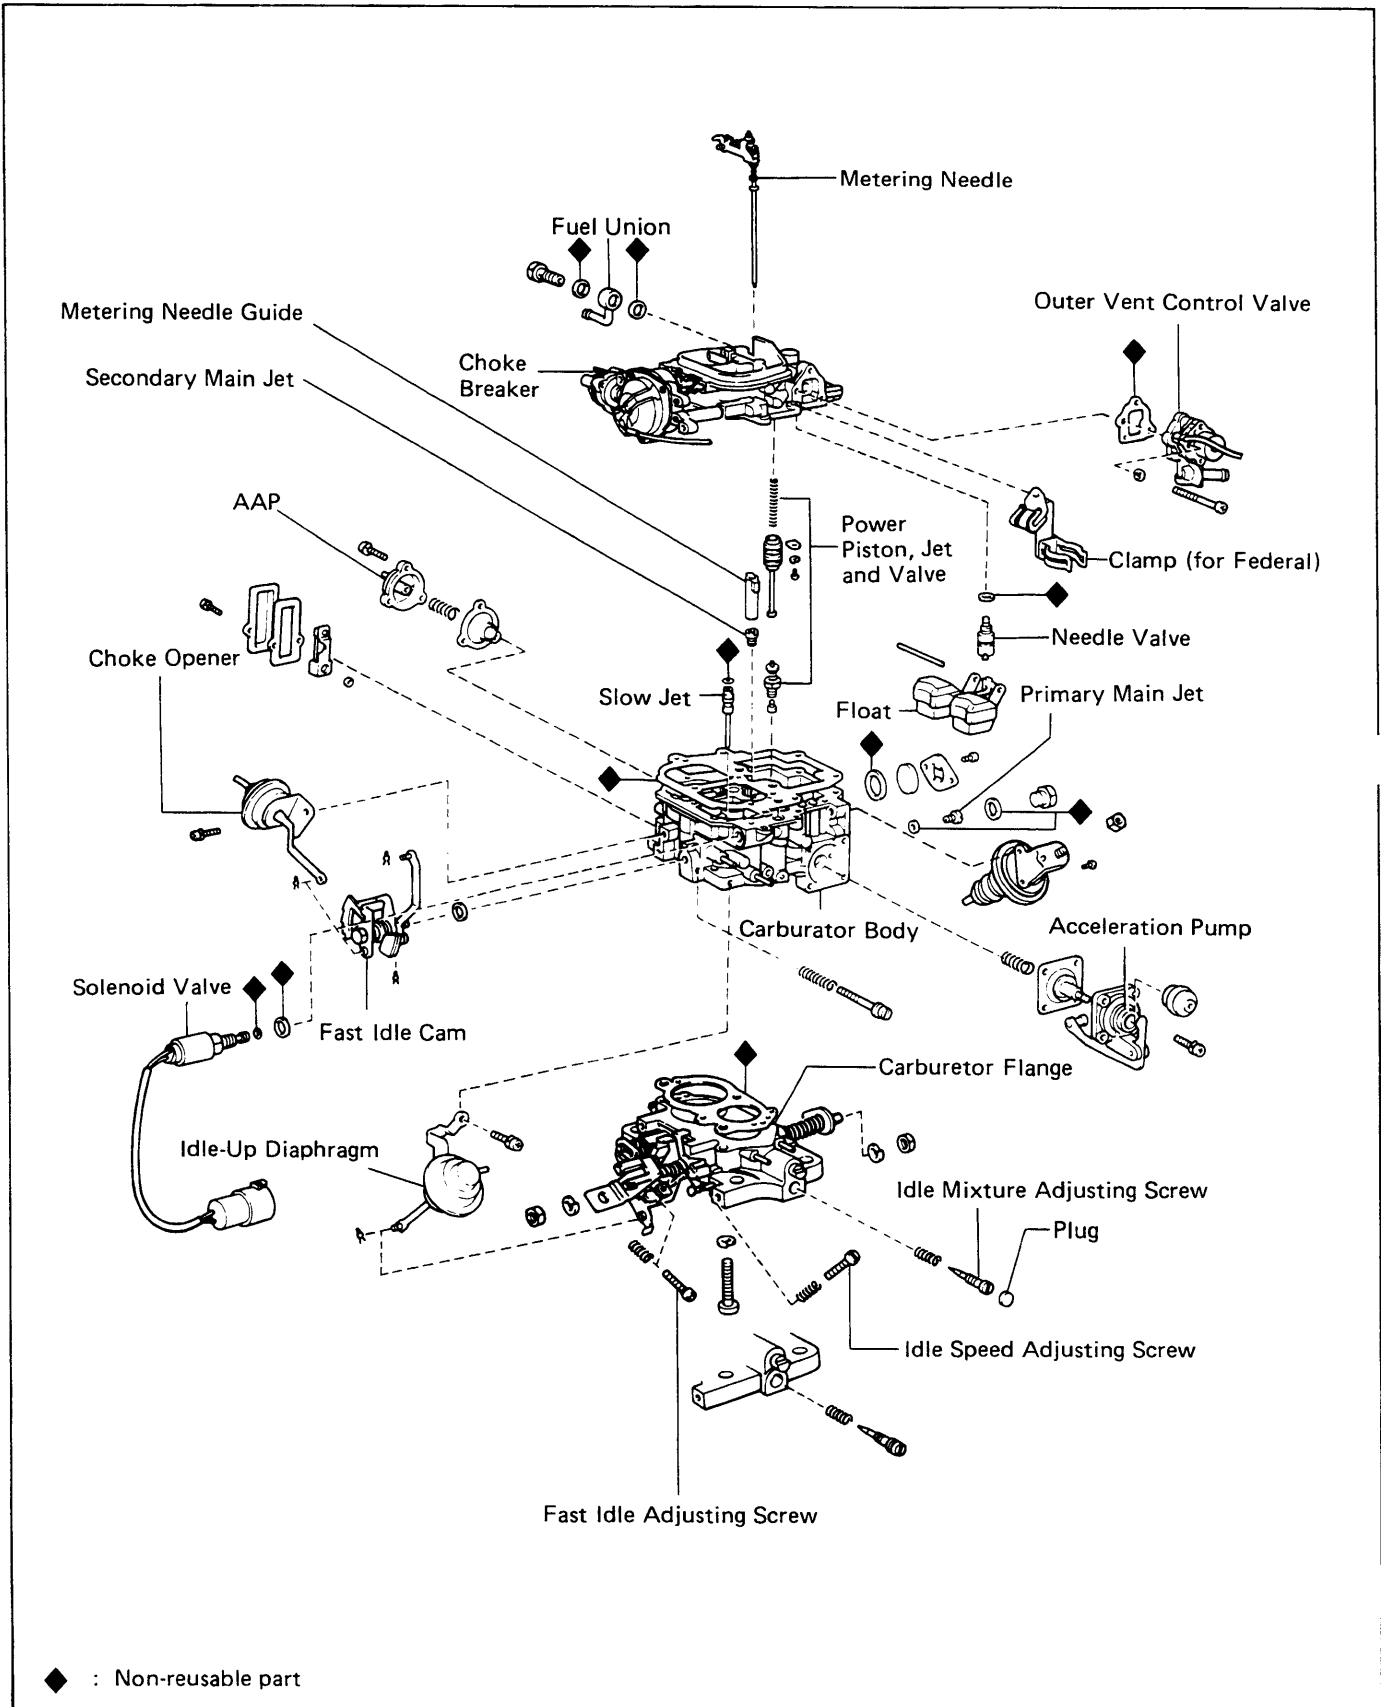 Metering Needle
Fuel Union
Outer Vent Control Valve
Metering Needle Guide
Choke
Breaker
Secondary Main Jet
AAP
Power
Piston, Jet
and Valve
Clamp (for Federal)
Needle Valve
Choke Opener
Slow Jet
Float
Primary Main Jet
Carburator Body
Acceleration Pump
Solenoid Valve
Fast Idle Cam
Carburetor Flange
Idle-Up Diaphragm
Idle Mixture Adjusting Screw
Plug
Idle Speed Adjusting Screw
Fast Idle Adjusting Screw
◆ : Non-reusable part